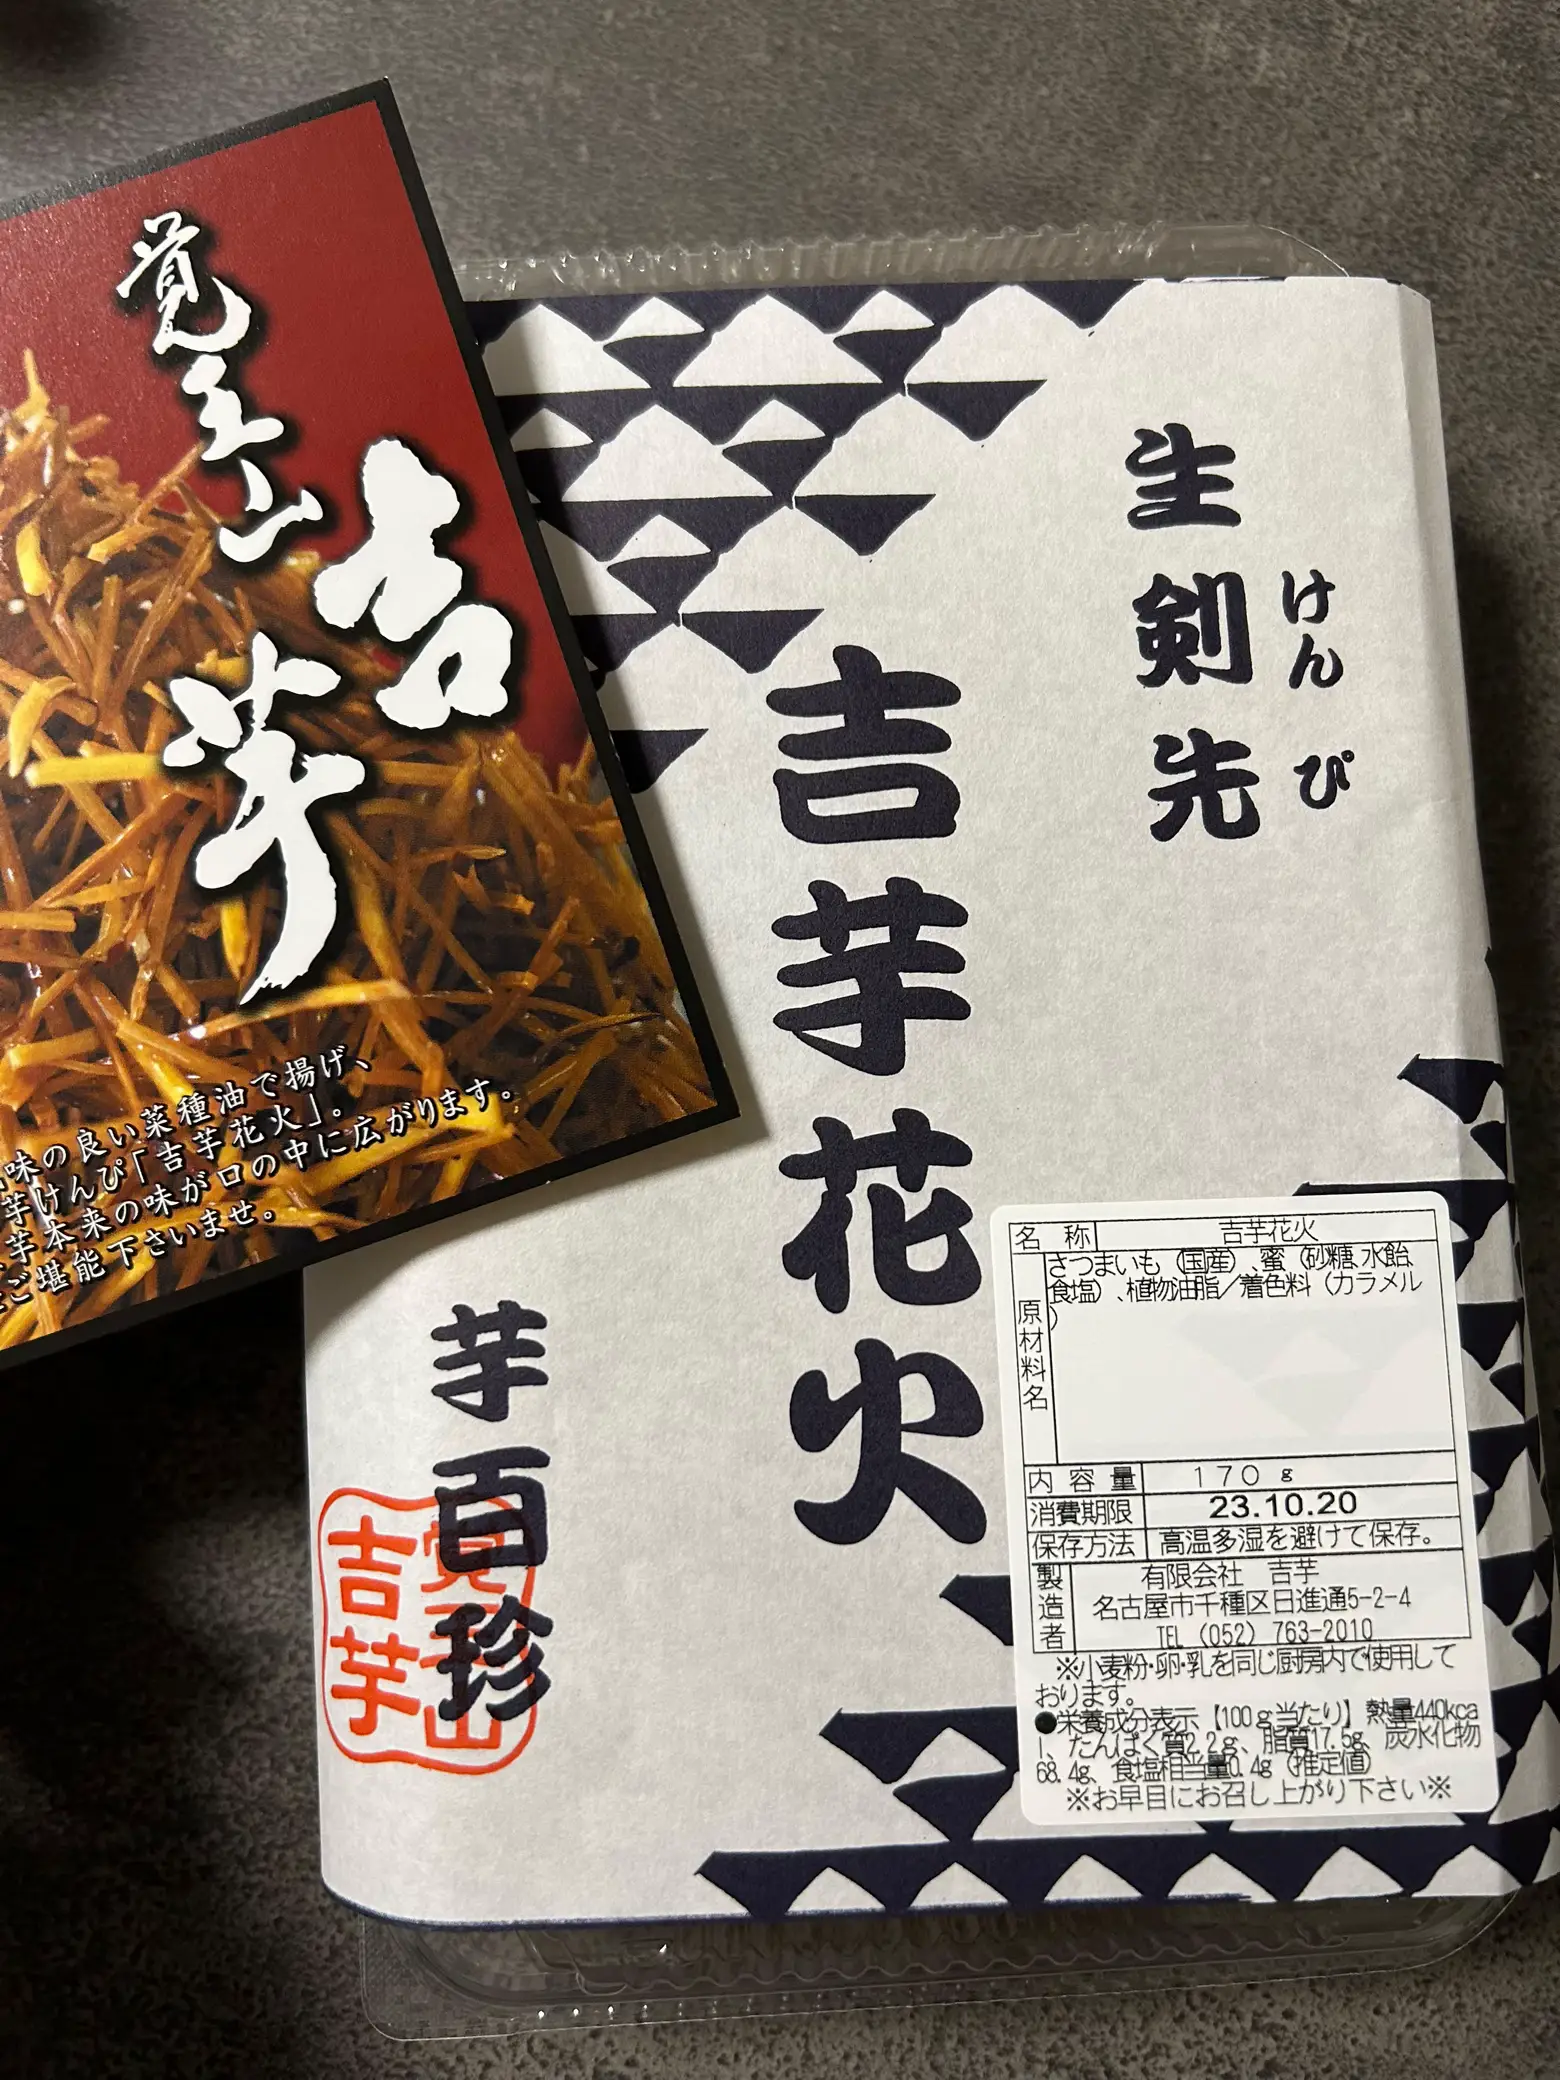 覚王山
吉芋
味の良い菜種油で揚げ、
芋けんぴ「吉芋花火」。
芋本来の味が口の中に広がります。
ご堪能下さいませ。
生剣先
けんぴ
吉芋花火
芋百珍
覚王山
吉芋
名称 吉芋花火
原材料名 さつまいも（国産）、蜜（砂糖、水飴、
食塩）、植物油脂／着色料（カラメル
）
内容量 170g
消費期限 23.10.20
保存方法 高温多湿を避けて保存。
製造者 有限会社 吉芋
名古屋市千種区日進通5-2-4
TEL (052) 763-2010
※小麦粉・卵・乳を同じ厨房内で使用して
おります。
●栄養成分表示【100g当たり】熱量440kca
l、たんぱく質2.2g、脂質17.5g、炭水化物
68.4g、食塩相当量0.4g（推定値）
※お早目にお召し上がり下さい※